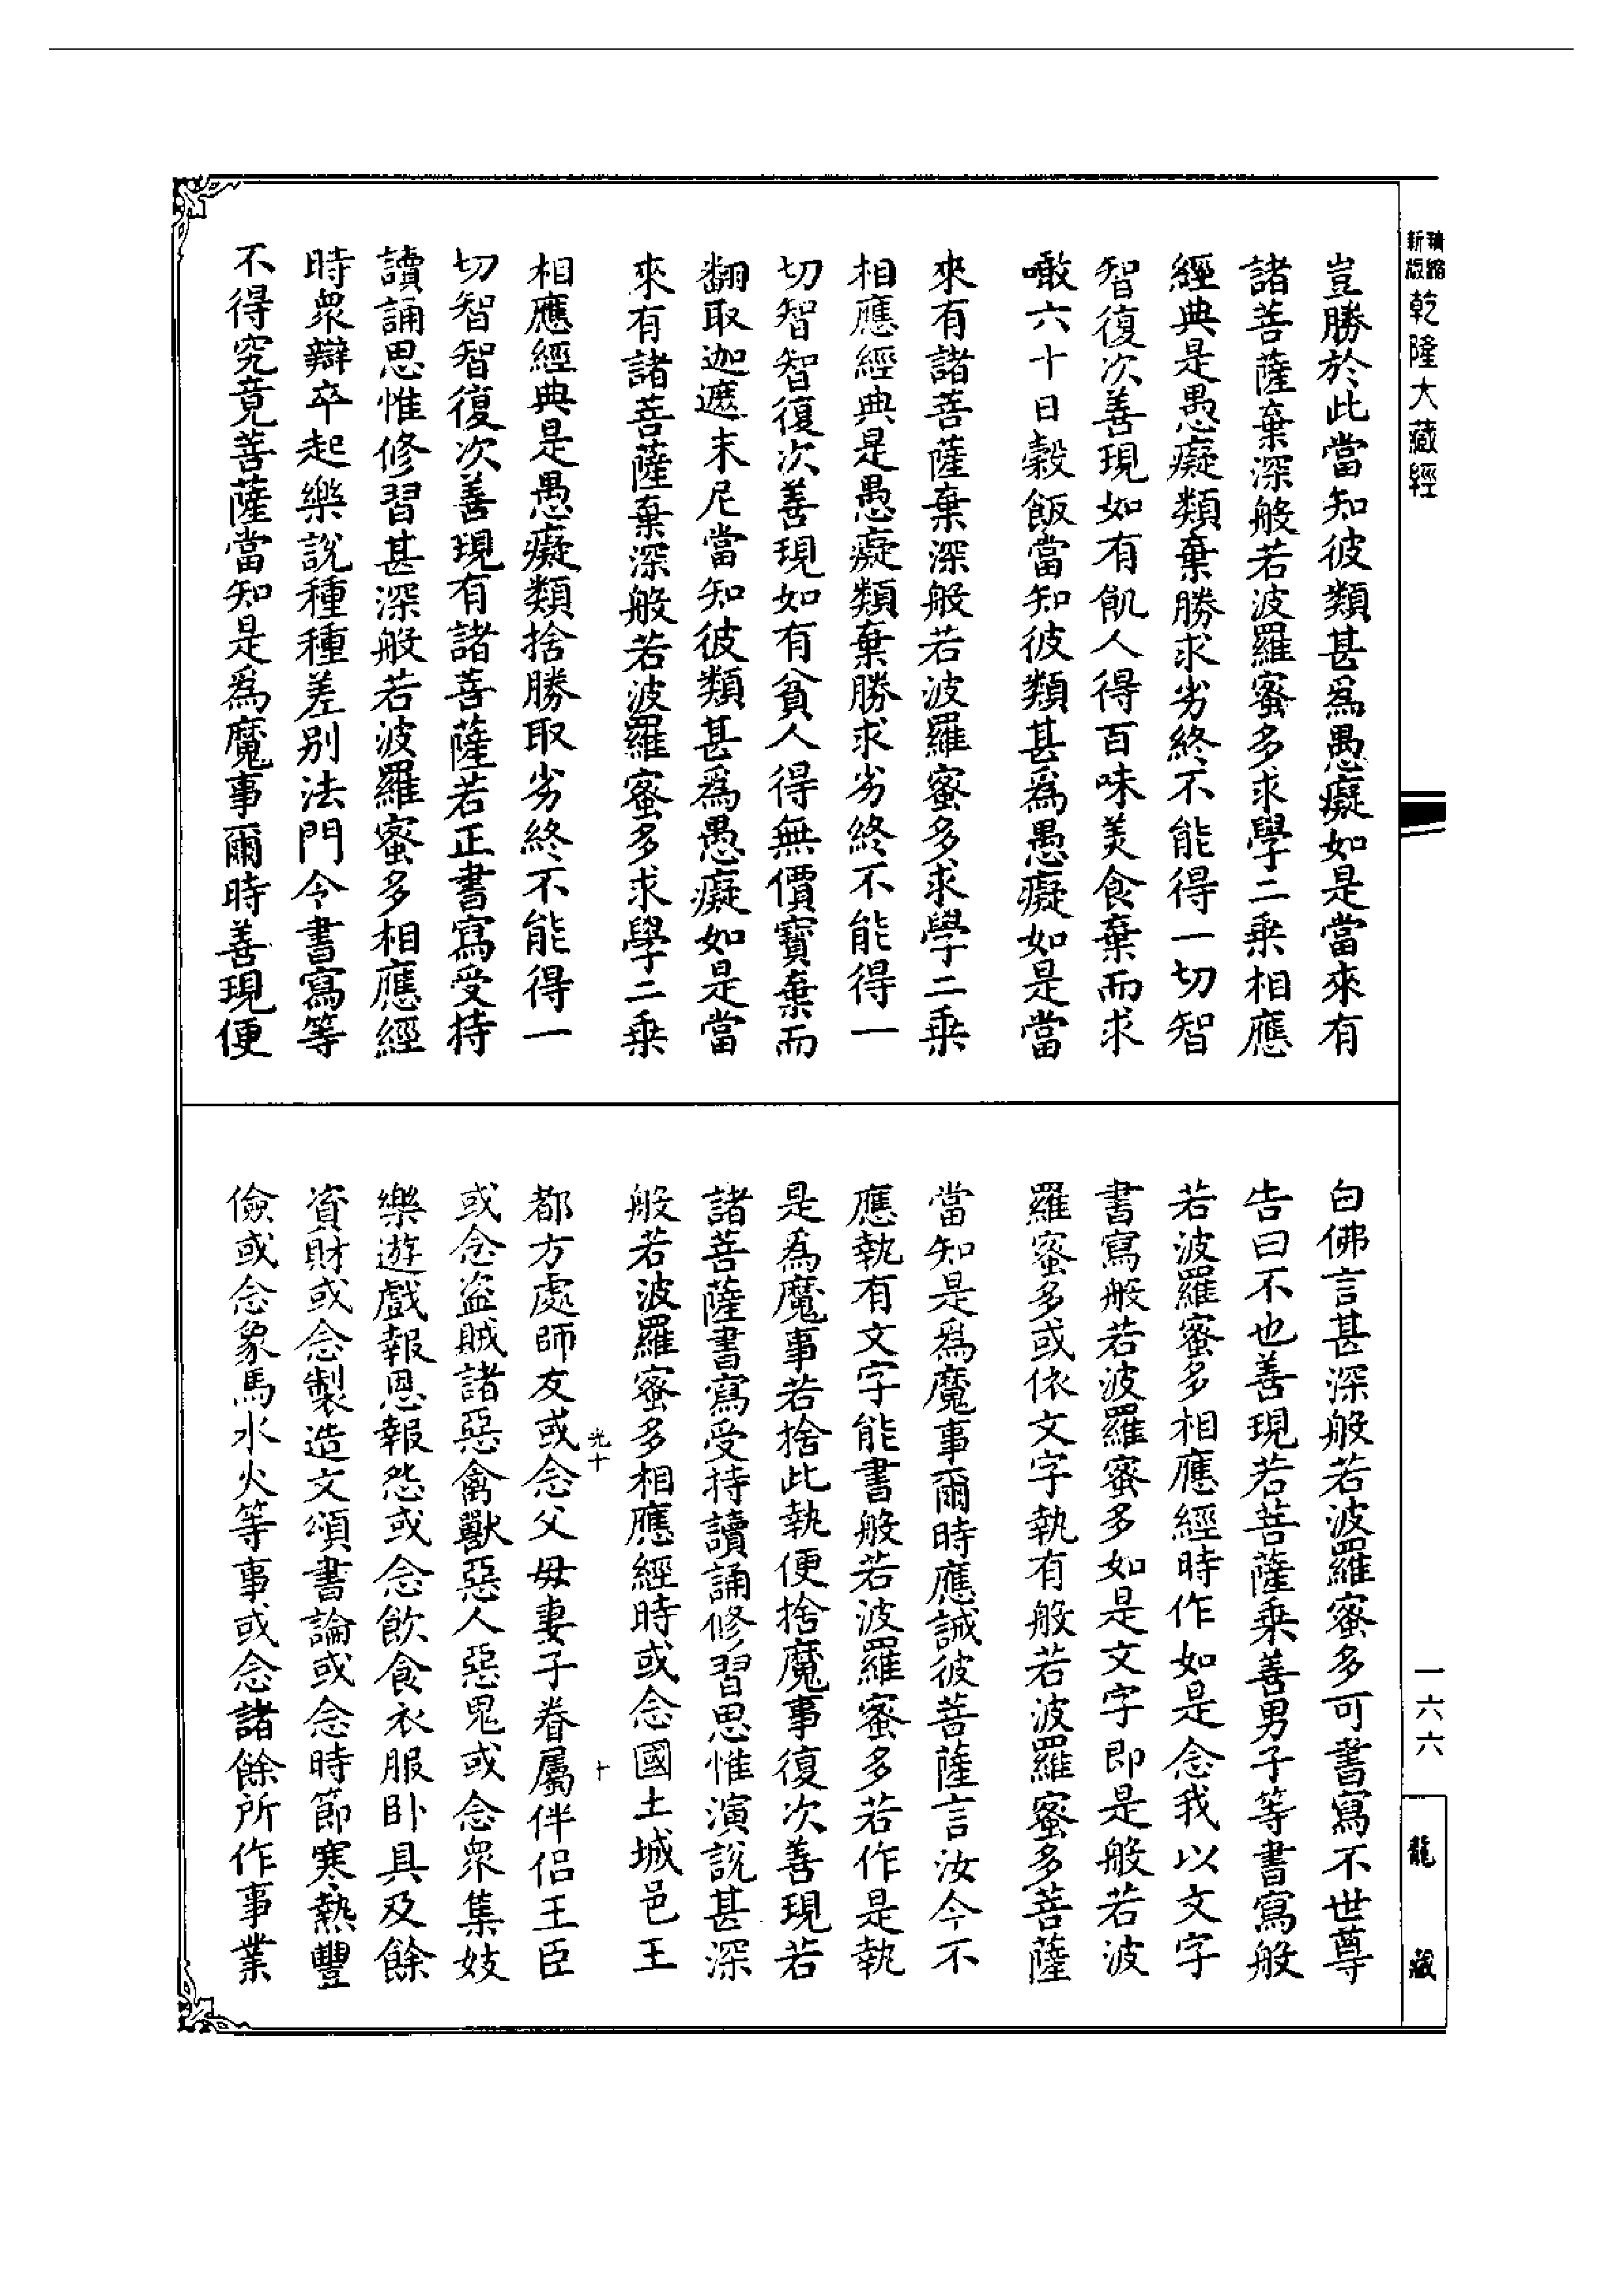 豈勝於此當知彼類甚為愚癡如是當來有
諸菩薩棄深般若波羅蜜多求學二乘相應
經典是愚癡類棄勝求劣終不能得一切智
智復次善現如有飢人得百味美食棄而求
噉六十日穀飯當知彼類甚為愚癡如是當
來有諸菩薩棄深般若波羅蜜多求學二乘
相應經典是愚癡類棄勝求劣終不能得一
切智智復次善現如有貧人得無價寶棄而
翻取迦遮末尼當知彼類甚為愚癡如是當
來有諸菩薩棄深般若波羅蜜多求學二乘
相應經典是愚癡類捨勝取劣終不能得一
切智智復次善現有諸菩薩若正書寫受持
讀誦思惟修習甚深般若波羅蜜多相應經
時衆辯卒起樂說種種差別法門令書寫等
不得究竟菩薩當知是為魔事爾時善現便
白佛言甚深般若波羅蜜多可書寫不世尊
告曰不也善現若菩薩乘善男子等書寫般
若波羅蜜多相應經時作如是念我以文字
書寫般若波羅蜜多如是文字即是般若波
羅蜜多或依文字執有般若波羅蜜多菩薩
當知是為魔事爾時應誡彼菩薩言汝今不
應執有文字能書般若波羅蜜多若作是執
是為魔事若捨此執便捨魔事復次善現若
諸菩薩書寫受持讀誦修習思惟演說甚深
般若波羅蜜多相應經時或念國土城邑王
都方處師友或念父母妻子眷屬伴侶王臣
或念盜賊諸惡禽獸惡人惡鬼或念衆集妓
樂遊戲報恩報怨或念飲食衣服臥具及餘
資財或念製造文頌書論或念時節寒熱豐
儉或念象馬水火等事或念諸餘所作事業
光十
十
新版
精縮
乾隆大藏經
一六六
龍藏